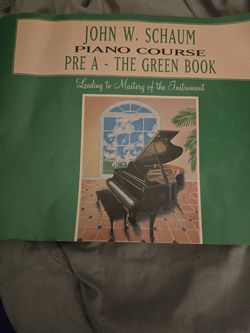 JOHN W. SCHAUM
PIANO COURSE
PRE A - THE GREEN BOOK
Leading to Mastery of the Instrument